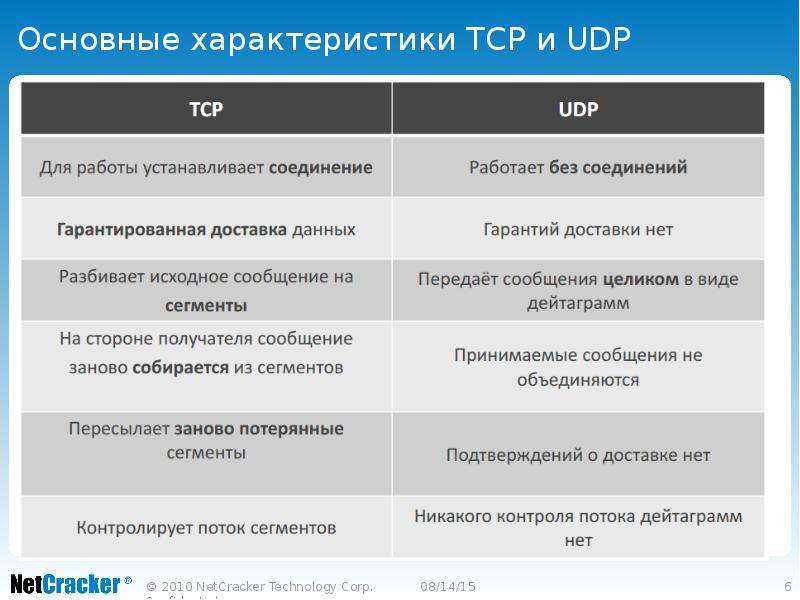 Основные характеристики TCP и UDP
TCP
UDP
Для работы устанавливает соединение
Работает без соединений
Гарантированная доставка данных
Гарантий доставки нет
Разбивает исходное сообщение на
сегменты
Передаёт сообщения целиком в виде
дейтаграмм
На стороне получателя сообщение
заново собирается из сегментов
Принимаемые сообщения не
объединяются
Пересылает заново потерянные
сегменты
Подтверждений о доставке нет
Контролирует поток сегментов
Никакого контроля потока дейтаграмм
нет
NetCracker ®
© 2010 NetCracker Technology Corp.
08/14/15
6